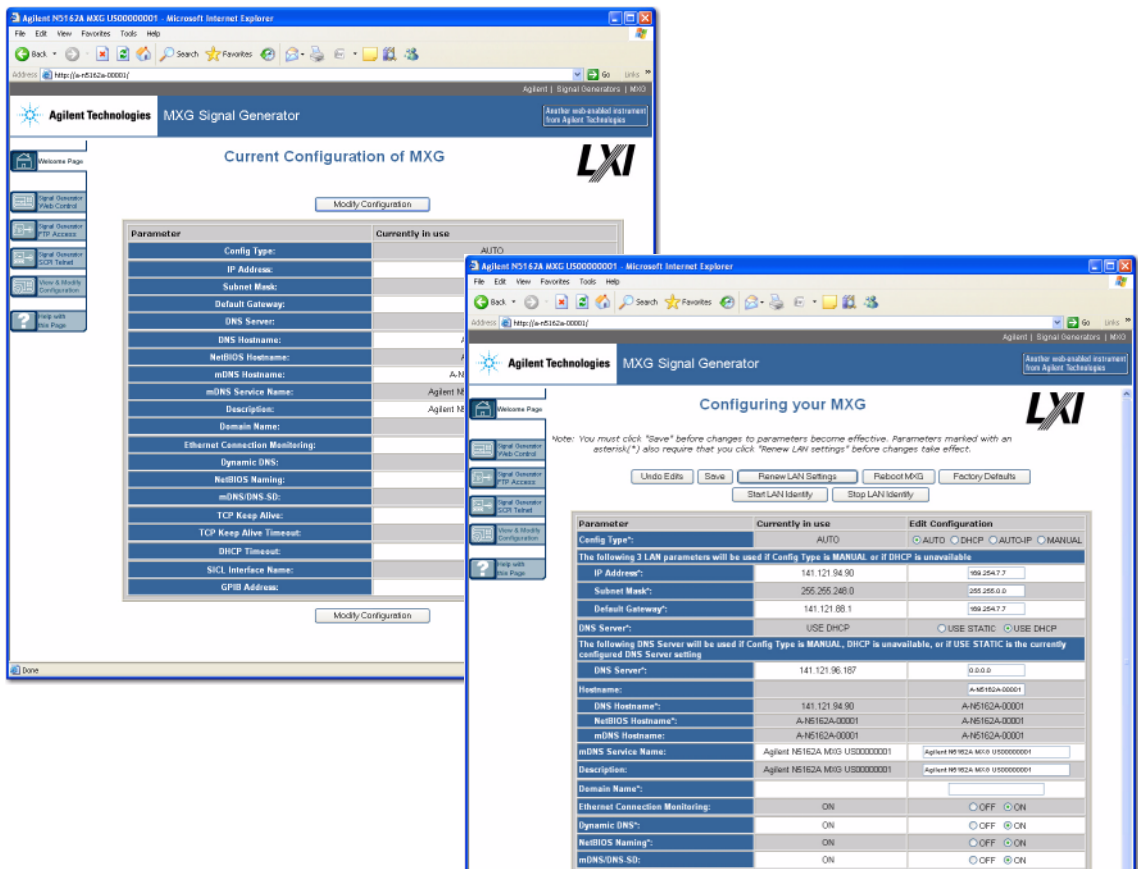 Agilent N5162A MXG US00000001 - Microsoft Internet Explorer
File Edit View Favorites Tools Help
Back Search Favorites
Address http://a-n5162a-00001/ Go Links »
Agilent | Signal Generators | MXG
Agilent Technologies MXG Signal Generator
Another web-enabled instrument
from Agilent Technologies
Welcome Page
Signal Generator
Web Control
Signal Generator
FTP Access
Signal Generator
SCPI Telnet
View & Modify
Configuration
Help with
this Page
Current Configuration of MXG
LXI
Modify Configuration
Parameter Currently in use
Config Type: AUTO
IP Address:
Subnet Mask:
Default Gateway:
DNS Server:
DNS Hostname: A
NetBIOS Hostname: A
mDNS Hostname: A-N
mDNS Service Name: Agilent N5
Description: Agilent N5
Domain Name:
Ethernet Connection Monitoring:
Dynamic DNS:
NetBIOS Naming:
mDNS/DNS-SD:
TCP Keep Alive:
TCP Keep Alive Timeout:
DHCP Timeout:
SICL Interface Name:
GPIB Address:
Modify Configuration
Done
Agilent N5162A MXG US00000001 - Microsoft Internet Explorer
File Edit View Favorites Tools Help
Back Search Favorites
Address http://a-n5162a-00001/ Go Links »
Agilent | Signal Generators | MXG
Agilent Technologies MXG Signal Generator
Another web-enabled instrument
from Agilent Technologies
Welcome Page
Signal Generator
Web Control
Signal Generator
FTP Access
Signal Generator
SCPI Telnet
View & Modify
Configuration
Help with
this Page
Configuring your MXG
LXI
Note: You must click "Save" before changes to parameters become effective. Parameters marked with an
asterisk(*) also require that you click "Renew LAN settings" before changes take effect.
Undo Edits Save Renew LAN Settings Reboot MXG Factory Defaults
Start LAN Identify Stop LAN Identify
Parameter Currently in use Edit Configuration
Config Type*: AUTO AUTO DHCP AUTO-IP MANUAL
The following 3 LAN parameters will be used if Config Type is MANUAL or if DHCP is unavailable
IP Address*: 141.121.94.90 169.254.7.7
Subnet Mask*: 255.255.248.0 255.255.0.0
Default Gateway*: 141.121.88.1 169.254.7.7
DNS Server*: USE DHCP USE STATIC USE DHCP
The following DNS Server will be used if Config Type is MANUAL, DHCP is unavailable, or if USE STATIC is the currently
configured DNS Server setting
DNS Server*: 141.121.96.187 0.0.0.0
Hostname: A-N5162A-00001
DNS Hostname*: 141.121.94.90 A-N5162A-00001
NetBIOS Hostname*: A-N5162A-00001 A-N5162A-00001
mDNS Hostname: A-N5162A-00001 A-N5162A-00001
mDNS Service Name: Agilent N5162A MXG US00000001 Agilent N5162A MXG US00000001
Description: Agilent N5162A MXG US00000001 Agilent N5162A MXG US00000001
Domain Name*:
Ethernet Connection Monitoring: ON OFF ON
Dynamic DNS*: ON OFF ON
NetBIOS Naming*: ON OFF ON
mDNS/DNS-SD: ON OFF ON